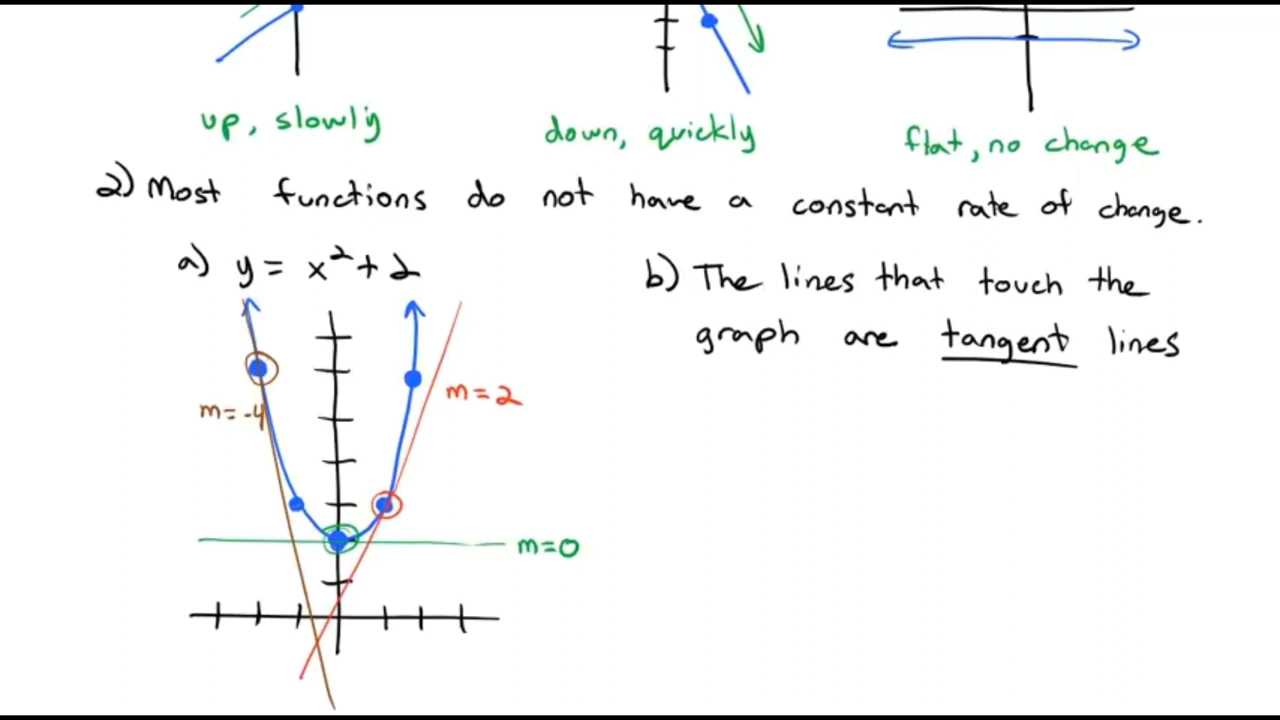 up, slowly
down, quickly
flat, no change
2) Most functions do not have a constant rate of change.
a) y = x² + 2
b) The lines that touch the
graph are tangent lines
m = 2
m = -4
m = 0